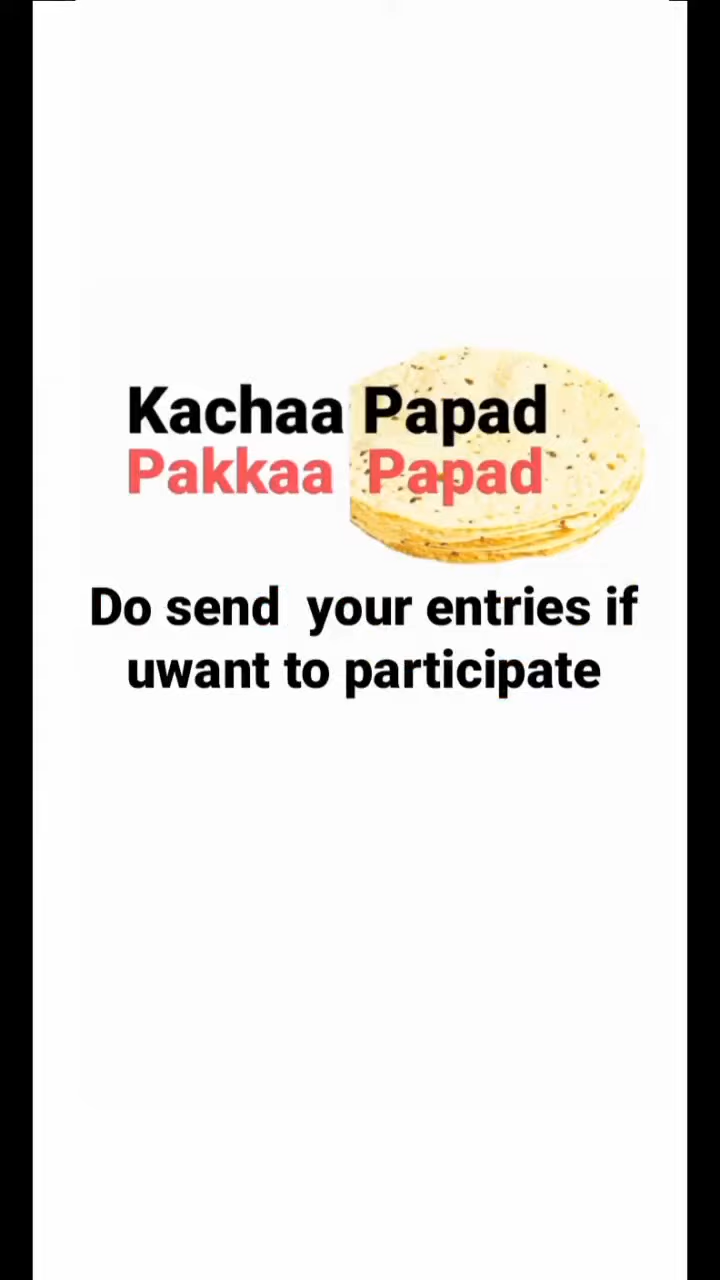 Kachaa Papad
Pakkaa Papad
Do send your entries if
uwant to participate